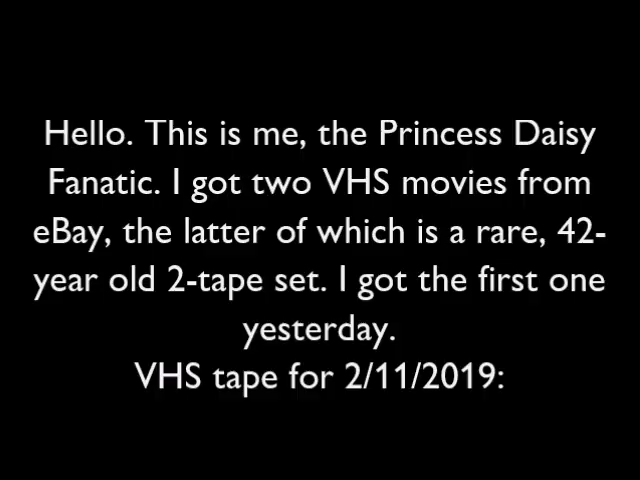 Hello. This is me, the Princess Daisy
Fanatic. I got two VHS movies from
eBay, the latter of which is a rare, 42-
year old 2-tape set. I got the first one
yesterday.
VHS tape for 2/11/2019: